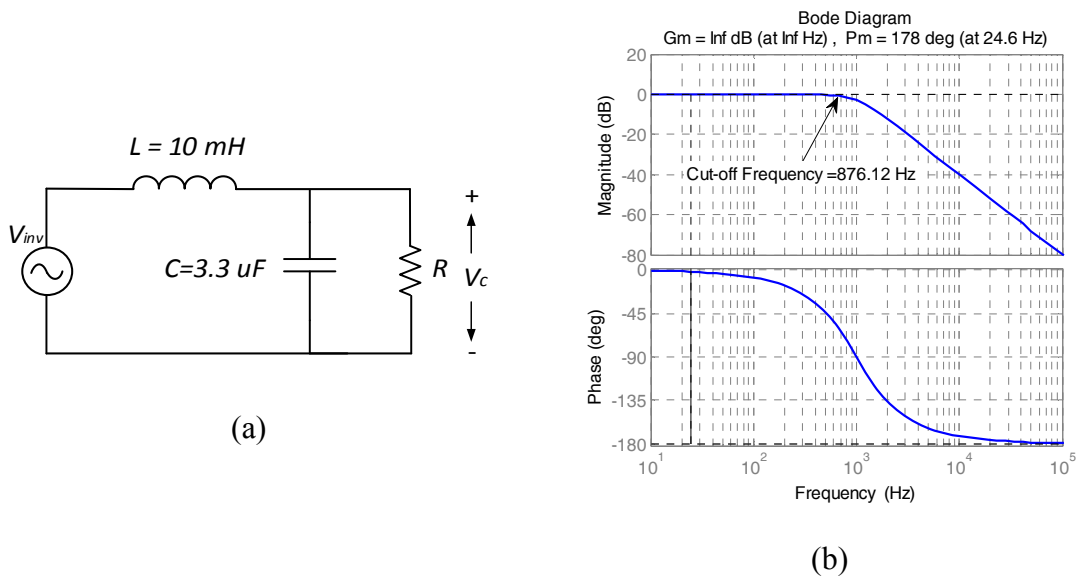 L = 10 mH
Vinv
C=3.3 uF
R
+
Vc
-
(a)
Bode Diagram
Gm = Inf dB (at Inf Hz) , Pm = 178 deg (at 24.6 Hz)
Magnitude (dB)
20
0
-20
-40
-60
-80
Cut-off Frequency =876.12 Hz
Phase (deg)
0
-45
-90
-135
-180
10^1
10^2
10^3
10^4
10^5
Frequency (Hz)
(b)